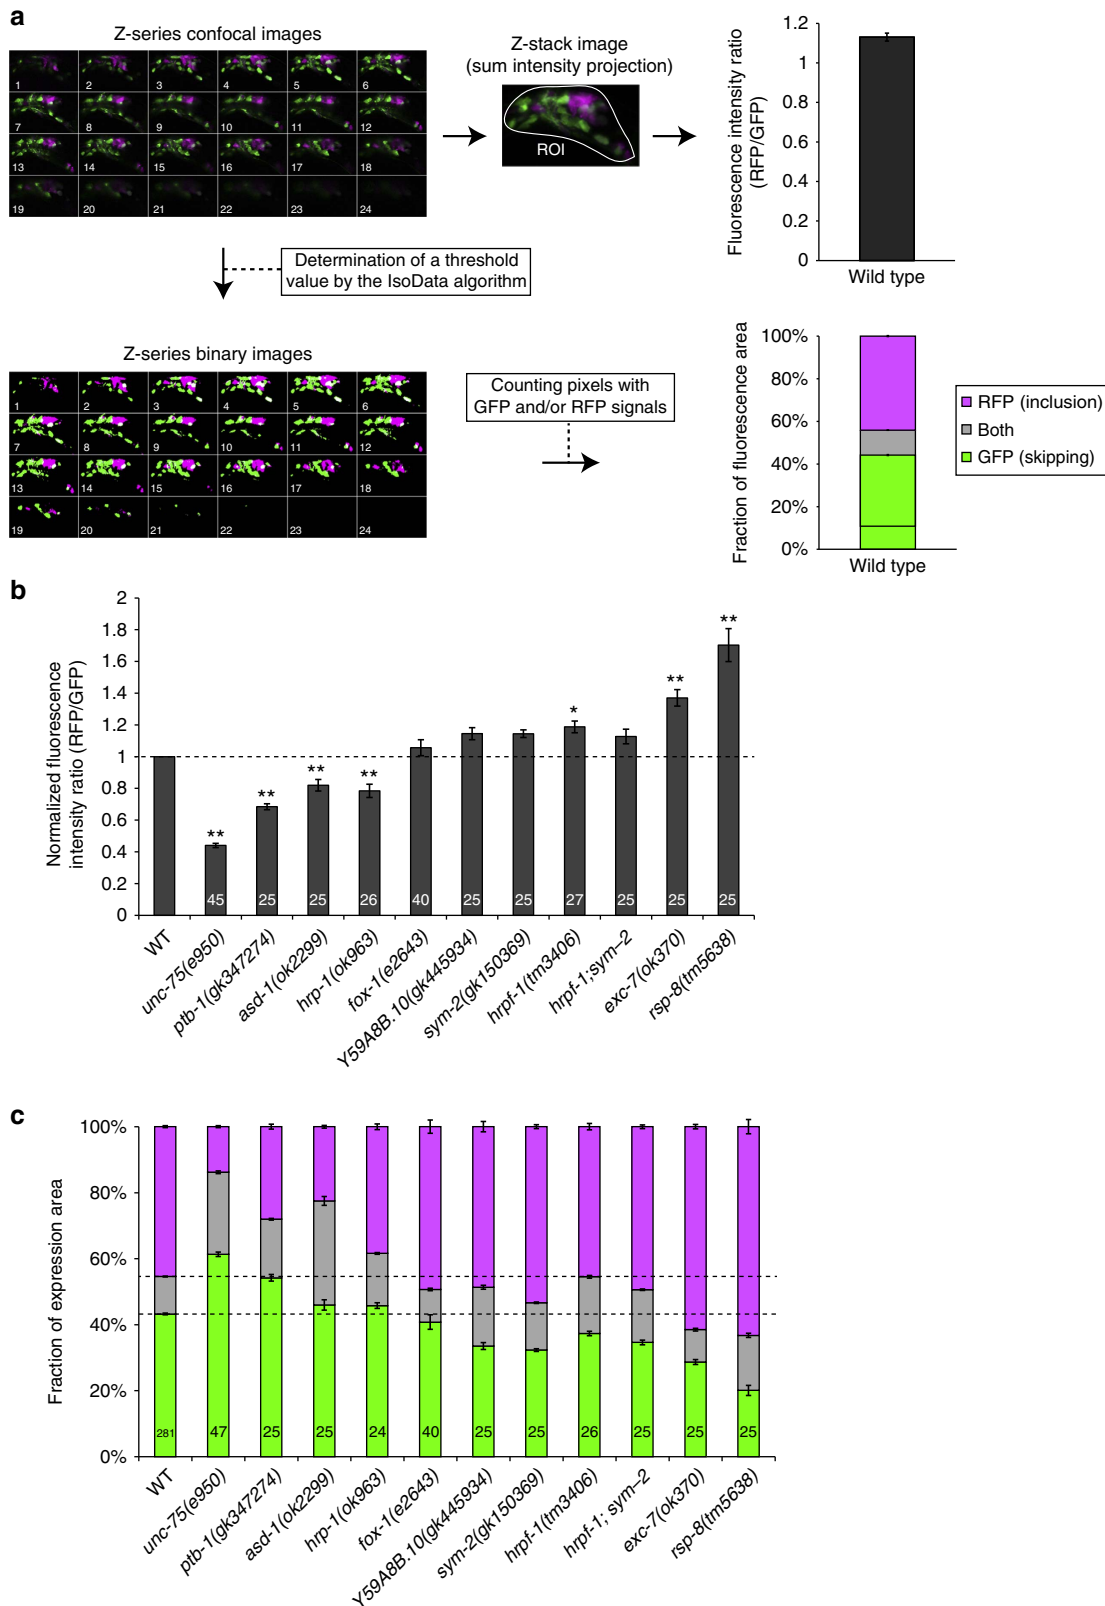 a
Z-series confocal images
1 2 3 4 5 6
7 8 9 10 11 12
13 14 15 16 17 18
19 20 21 22 23 24
Z-stack image
(sum intensity projection)
ROI
Fluorescence intensity ratio
(RFP/GFP)
1.2
1
0.8
0.6
0.4
0.2
0
Wild type
Determination of a threshold
value by the IsoData algorithm
Z-series binary images
1 2 3 4 5 6
7 8 9 10 11 12
13 14 15 16 17 18
19 20 21 22 23 24
Counting pixels with
GFP and/or RFP signals
Fraction of fluorescence area
100%
80%
60%
40%
20%
0%
Wild type
RFP (inclusion)
Both
GFP (skipping)
b
Normalized fluorescence
intensity ratio (RFP/GFP)
2
1.8
1.6
1.4
1.2
1
0.8
0.6
0.4
0.2
0
** ** ** ** * ** **
45 25 25 26 40 25 25 27 25 25 25
WT
unc-75(e950)
ptb-1(gk347274)
asd-1(ok2299)
hrp-1(ok963)
fox-1(e2643)
Y59A8B.10(gk445934)
sym-2(gk150369)
hrpf-1(tm3406)
hrpf-1;sym–2
exc-7(ok370)
rsp-8(tm5638)
c
Fraction of expression area
100%
80%
60%
40%
20%
0%
281 47 25 25 24 40 25 25 26 25 25 25
WT
unc-75(e950)
ptb-1(gk347274)
asd-1(ok2299)
hrp-1(ok963)
fox-1(e2643)
Y59A8B.10(gk445934)
sym-2(gk150369)
hrpf-1(tm3406)
hrpf-1; sym–2
exc-7(ok370)
rsp-8(tm5638)